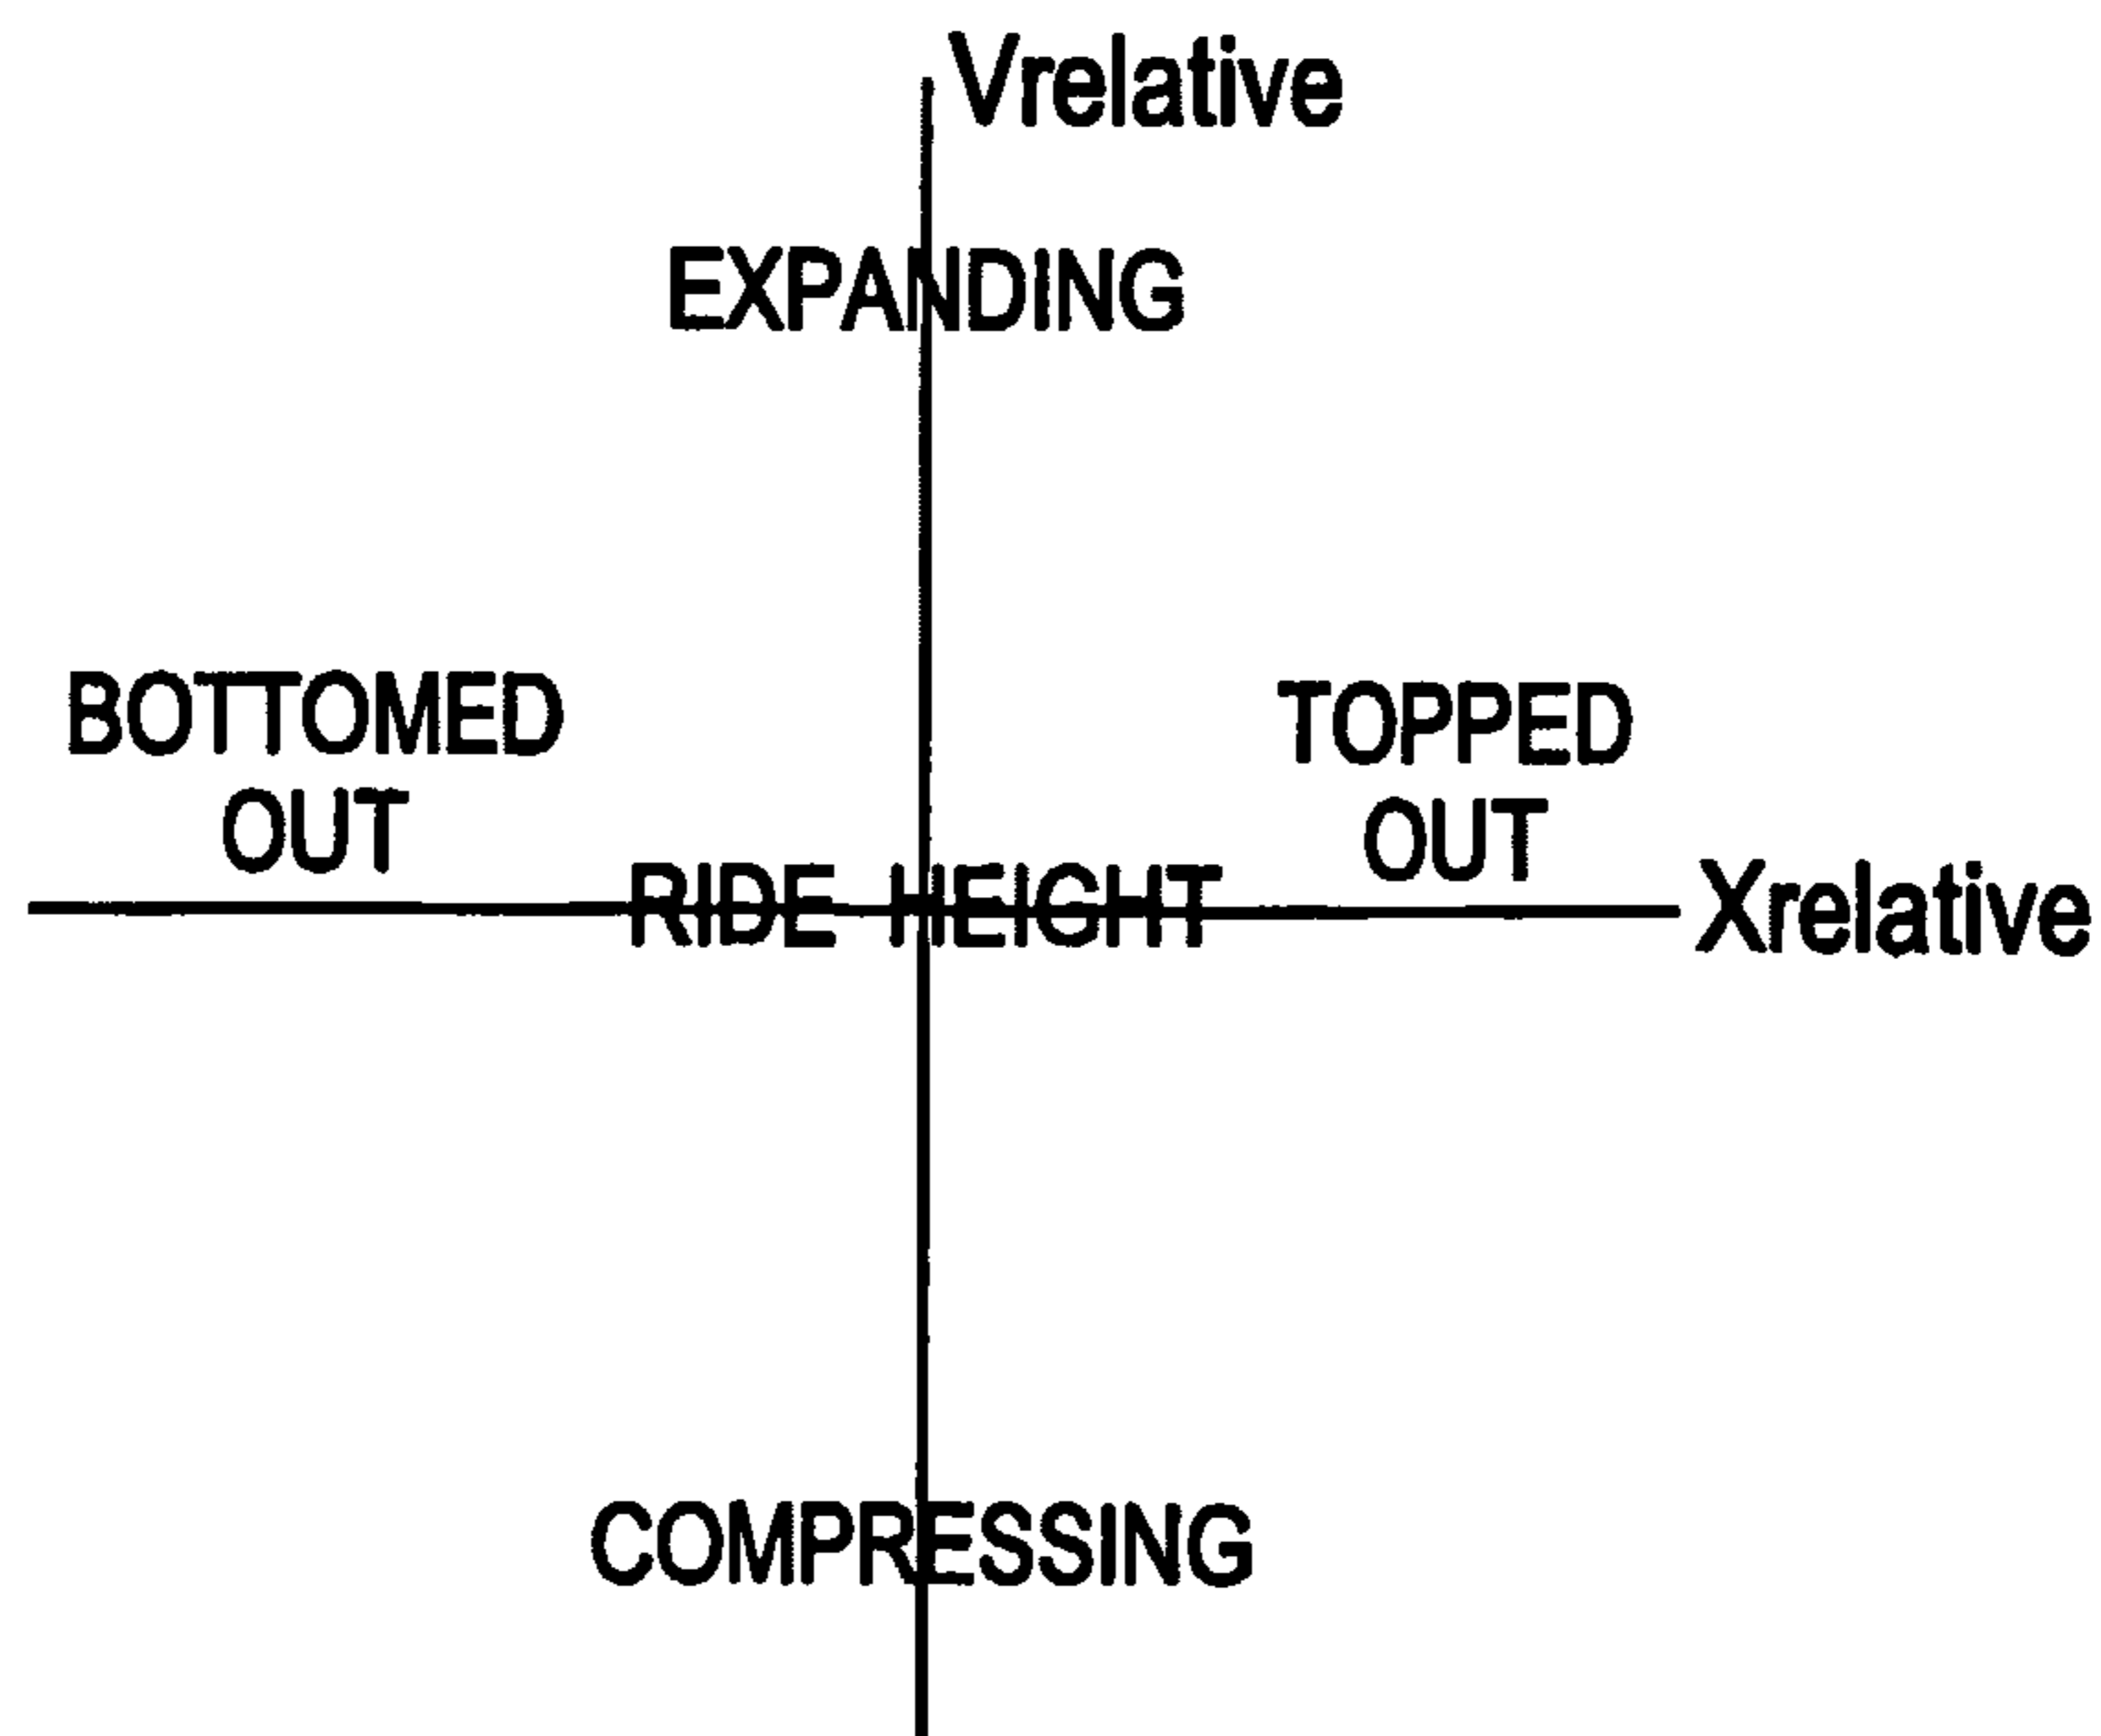 Vrelative
EXPANDING
BOTTOMED
OUT
TOPPED
OUT
RIDE HEIGHT
Xrelative
COMPRESSING